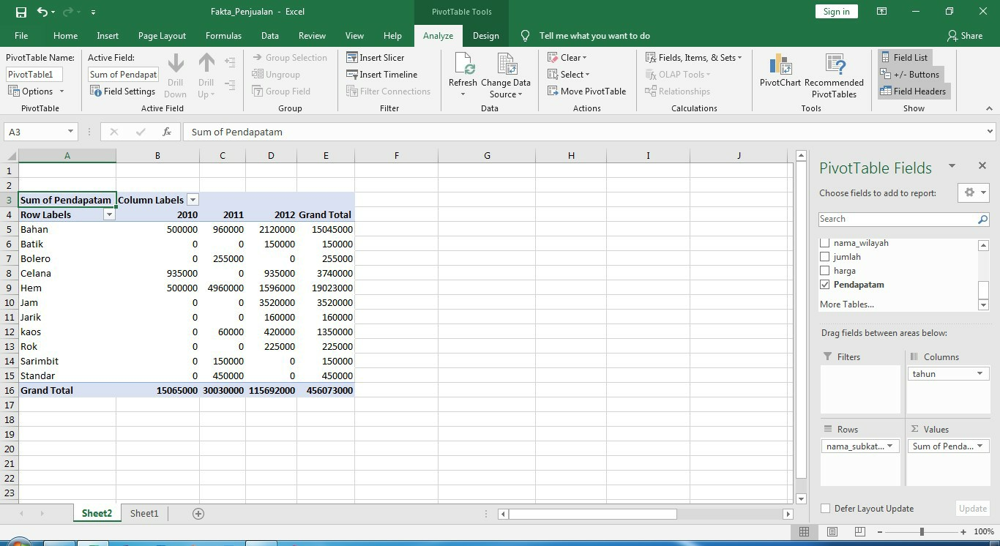 Fakta_Penjualan - Excel
PivotTable Tools
Sign in
File Home Insert Page Layout Formulas Data Review View Help Analyze Design Tell me what you want to do Share
PivotTable Name:
PivotTable1
Options
PivotTable
Active Field:
Sum of Pendapat
Field Settings
Drill Down
Drill Up
Active Field
Group Selection
Ungroup
Group Field
Group
Insert Slicer
Insert Timeline
Filter Connections
Filter
Refresh
Change Data Source
Data
Clear
Select
Move PivotTable
Actions
Fields, Items, & Sets
OLAP Tools
Relationships
Calculations
PivotChart
Recommended PivotTables
Tools
Field List
+/- Buttons
Field Headers
Show
A3 fx Sum of Pendapatam
A B C D E F G H I J
1
2
3 Sum of Pendapatam Column Labels
4 Row Labels 2010 2011 2012 Grand Total
5 Bahan 500000 960000 2120000 15045000
6 Batik 0 0 150000 150000
7 Bolero 0 255000 0 255000
8 Celana 935000 0 935000 3740000
9 Hem 500000 4960000 1596000 19023000
10 Jam 0 0 3520000 3520000
11 Jarik 0 0 160000 160000
12 kaos 0 60000 420000 1350000
13 Rok 0 0 225000 225000
14 Sarimbit 0 150000 0 150000
15 Standar 0 450000 0 450000
16 Grand Total 15065000 30030000 115692000 456073000
17
18
19
20
21
22
23
PivotTable Fields
Choose fields to add to report:
Search
nama_wilayah
jumlah
harga
Pendapatam
More Tables...
Drag fields between areas below:
Filters
Columns
tahun
Rows
nama_subkat...
Σ Values
Sum of Penda...
Defer Layout Update
Update
Sheet2 Sheet1
100%